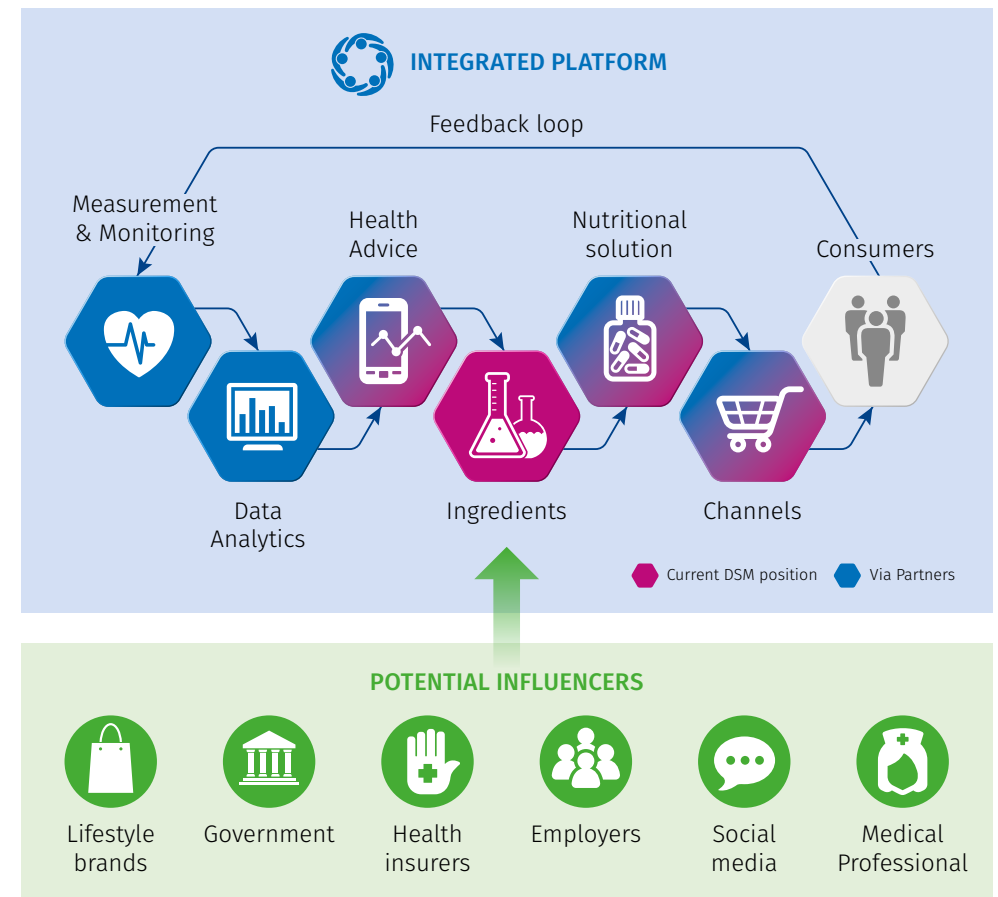 INTEGRATED PLATFORM
Feedback loop
Measurement
& Monitoring
Health
Advice
Nutritional
solution
Consumers
Data
Analytics
Ingredients
Channels
Current DSM position
Via Partners
POTENTIAL INFLUENCERS
Lifestyle
brands
Government
Health
insurers
Employers
Social
media
Medical
Professional